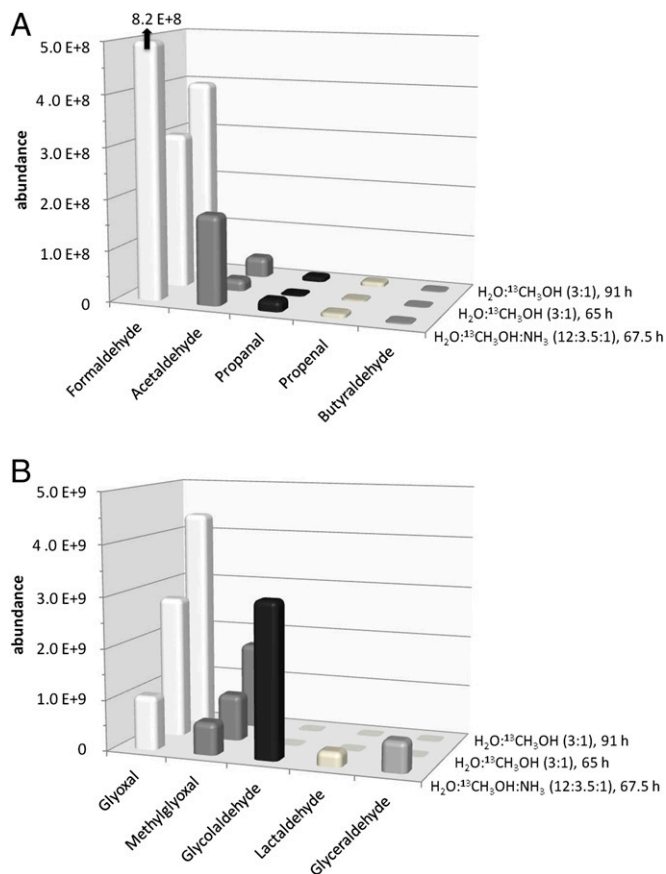 A
8.2 E+8
5.0 E+8
4.0 E+8
3.0 E+8
2.0 E+8
1.0 E+8
0
abundance
Formaldehyde
Acetaldehyde
Propanal
Propenal
Butyraldehyde
H₂O:¹³CH₃OH (3:1), 91 h
H₂O:¹³CH₃OH (3:1), 65 h
H₂O:¹³CH₃OH:NH₃ (12:3.5:1), 67.5 h
B
5.0 E+9
4.0 E+9
3.0 E+9
2.0 E+9
1.0 E+9
0
abundance
Glyoxal
Methylglyoxal
Glycolaldehyde
Lactaldehyde
Glyceraldehyde
H₂O:¹³CH₃OH (3:1), 91 h
H₂O:¹³CH₃OH (3:1), 65 h
H₂O:¹³CH₃OH:NH₃ (12:3.5:1), 67.5 h